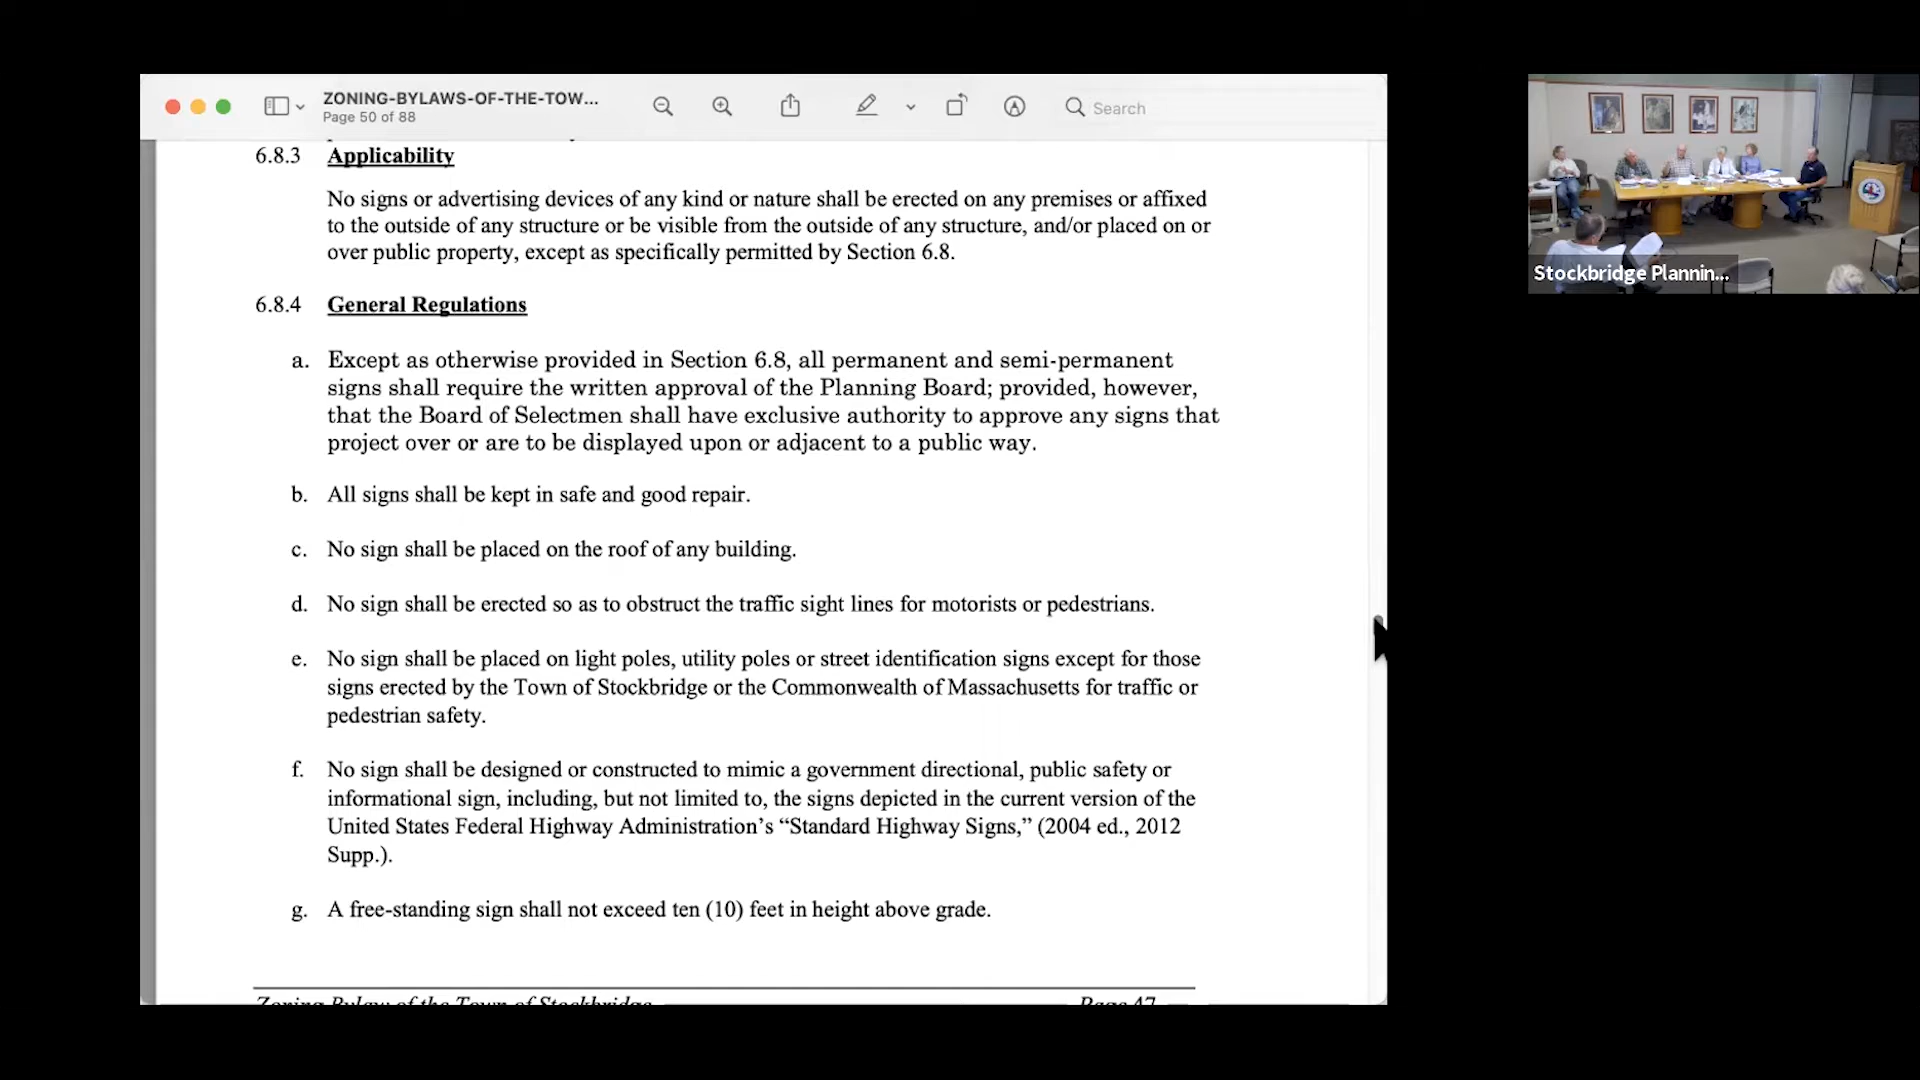 ZONING-BYLAWS-OF-THE-TOW...
Page 50 of 88
Search
6.8.3 Applicability
No signs or advertising devices of any kind or nature shall be erected on any premises or affixed
to the outside of any structure or be visible from the outside of any structure, and/or placed on or
over public property, except as specifically permitted by Section 6.8.
6.8.4 General Regulations
a. Except as otherwise provided in Section 6.8, all permanent and semi-permanent
signs shall require the written approval of the Planning Board; provided, however,
that the Board of Selectmen shall have exclusive authority to approve any signs that
project over or are to be displayed upon or adjacent to a public way.
b. All signs shall be kept in safe and good repair.
c. No sign shall be placed on the roof of any building.
d. No sign shall be erected so as to obstruct the traffic sight lines for motorists or pedestrians.
e. No sign shall be placed on light poles, utility poles or street identification signs except for those
signs erected by the Town of Stockbridge or the Commonwealth of Massachusetts for traffic or
pedestrian safety.
f. No sign shall be designed or constructed to mimic a government directional, public safety or
informational sign, including, but not limited to, the signs depicted in the current version of the
United States Federal Highway Administration’s “Standard Highway Signs,” (2004 ed., 2012
Supp.).
g. A free-standing sign shall not exceed ten (10) feet in height above grade.
Zoning Bylaw of the Town of Stockbridge Page 47
Stockbridge Plannin...